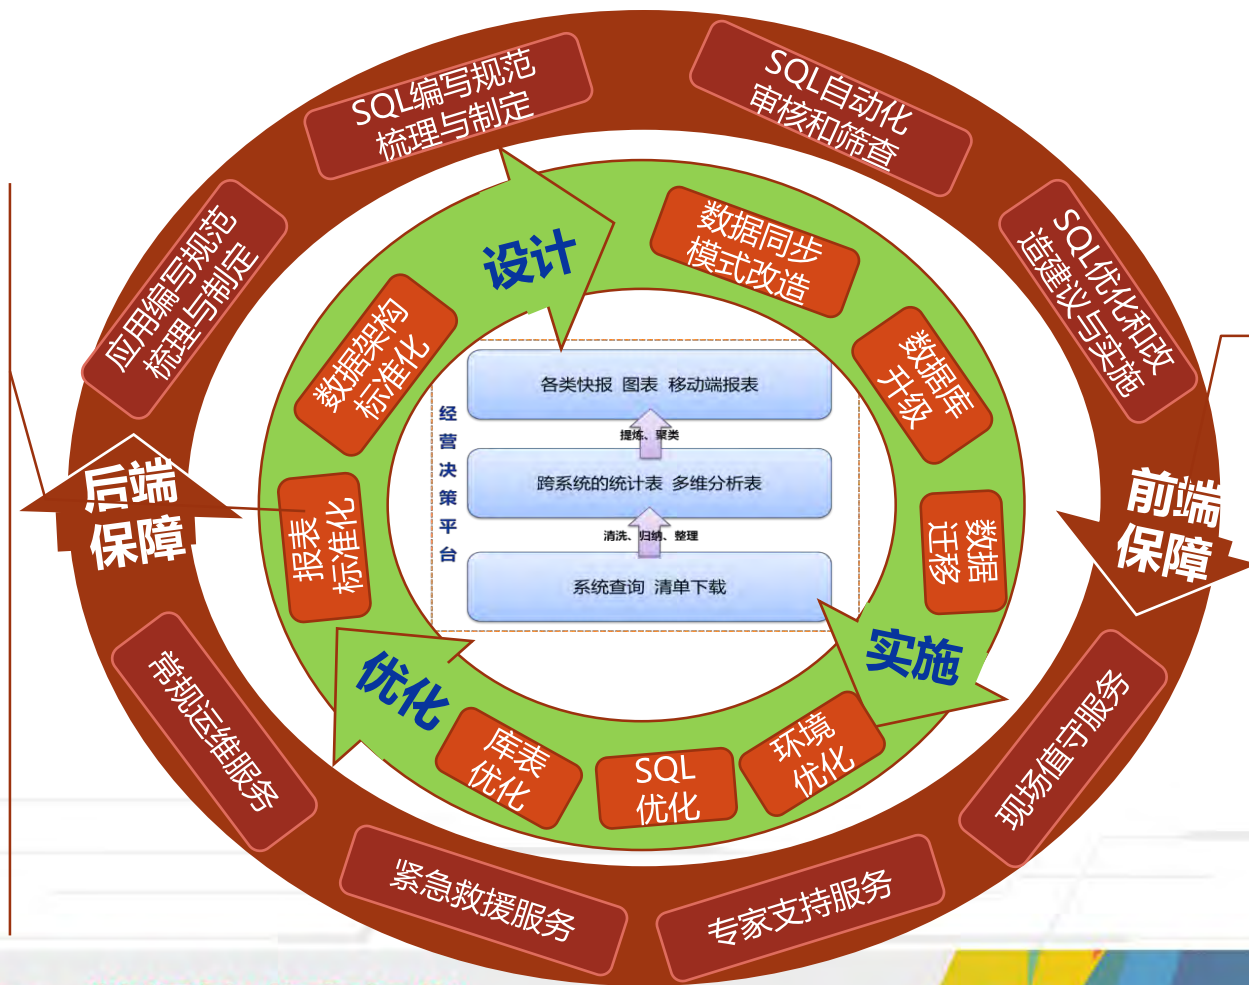 SQL编写规范
梳理与制定
SQL自动化
审核和筛查
应用编写规范
梳理与制定
SQL优化和改
造建议与实施
设计
数据同步
模式改造
数据架构
标准化
数据库
升级
各类快报 图表 移动端报表
提炼、聚类
跨系统的统计表 多维分析表
清洗、归纳、整理
系统查询 清单下载
经
营
决
策
平
台
后端
保障
前端
保障
报表
标准化
数据
迁移
实施
优化
库表
优化
SQL
优化
环境
优化
常规运维服务
现场值守服务
紧急救援服务
专家支持服务